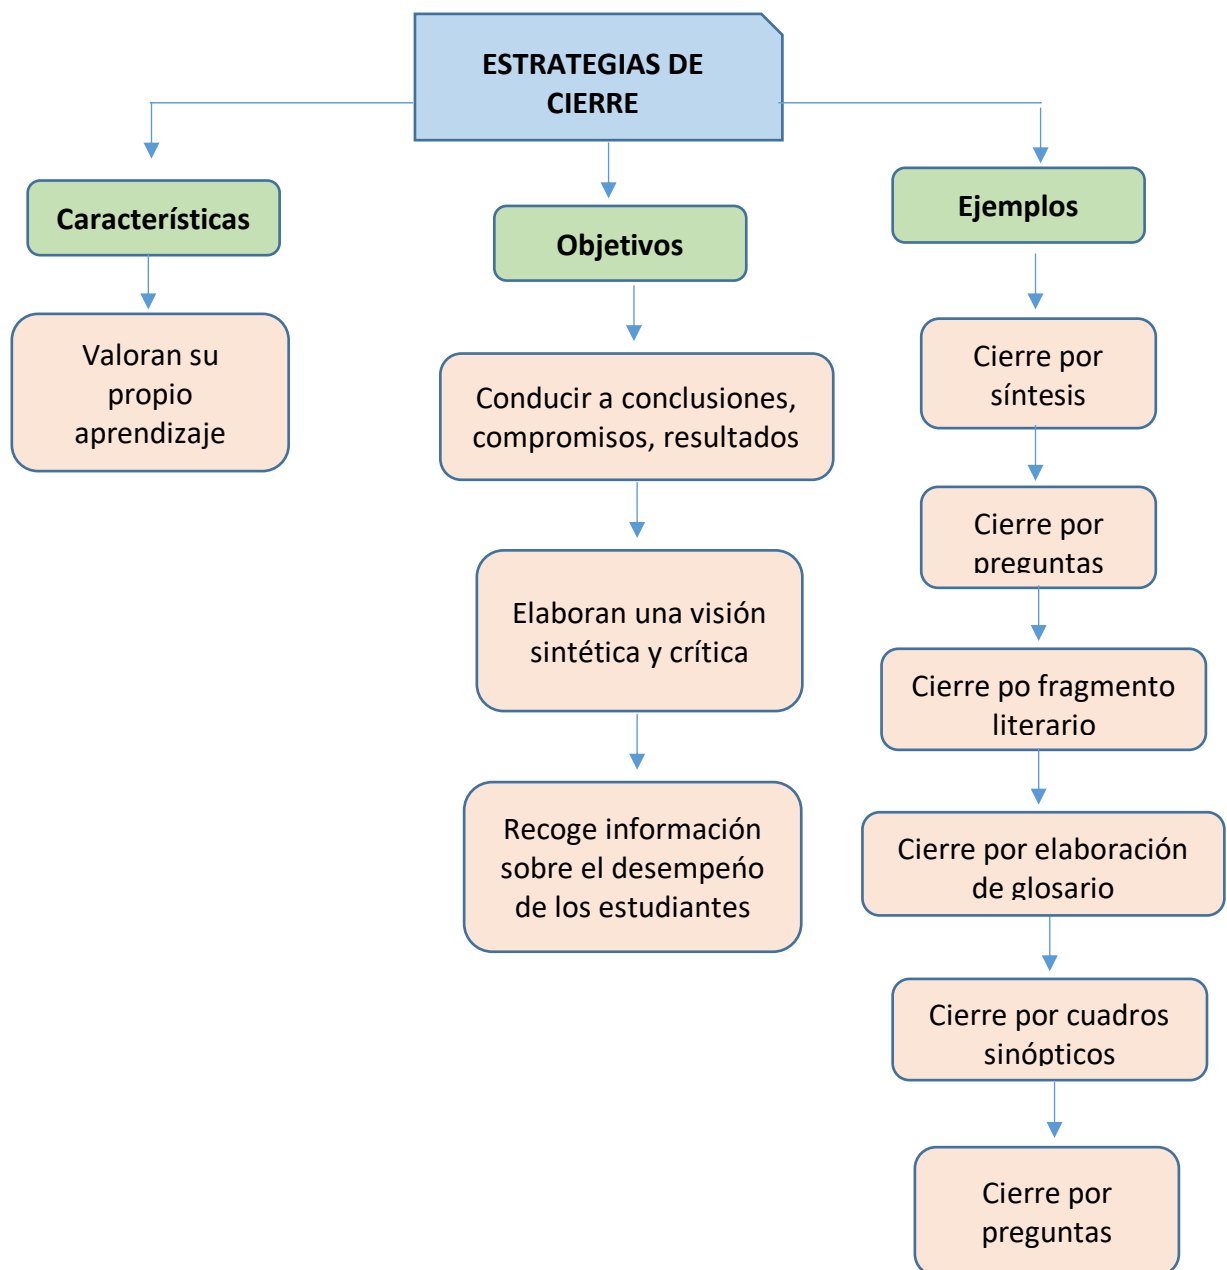 ESTRATEGIAS DE
CIERRE
Características
Valoran su
propio
aprendizaje
Objetivos
Conducir a conclusiones,
compromisos, resultados
Elaboran una visión
sintética y crítica
Recoge información
sobre el desempeńo
de los estudiantes
Ejemplos
Cierre por
síntesis
Cierre por
preguntas
Cierre po fragmento
literario
Cierre por elaboración
de glosario
Cierre por cuadros
sinópticos
Cierre por
preguntas